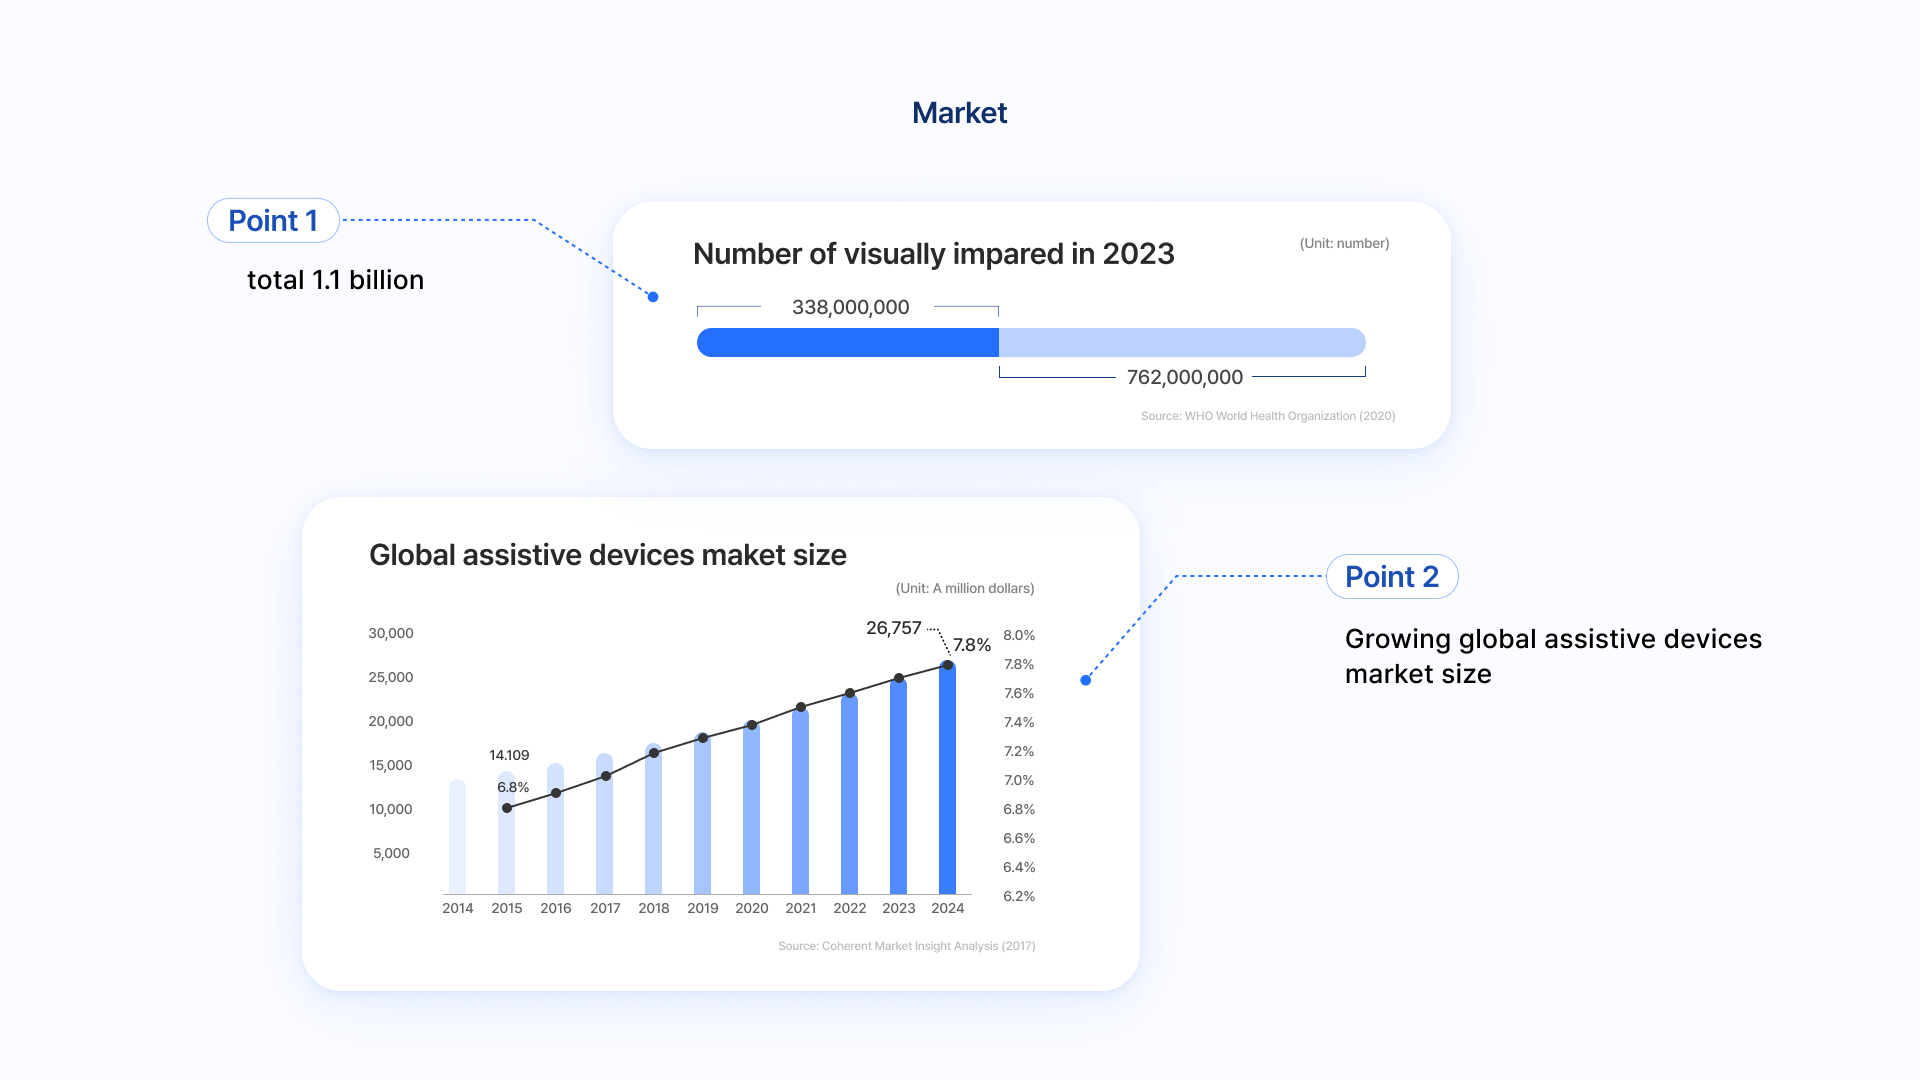 Market
Point 1
total 1.1 billion
Number of visually impared in 2023
(Unit: number)
338,000,000
762,000,000
Source: WHO World Health Organization (2020)
Global assistive devices maket size
(Unit: A million dollars)
30,000
25,000
20,000
15,000
10,000
5,000
14.109
6.8%
26,757
7.8%
8.0%
7.8%
7.6%
7.4%
7.2%
7.0%
6.8%
6.6%
6.4%
6.2%
2014 2015 2016 2017 2018 2019 2020 2021 2022 2023 2024
Source: Coherent Market Insight Analysis (2017)
Point 2
Growing global assistive devices
market size